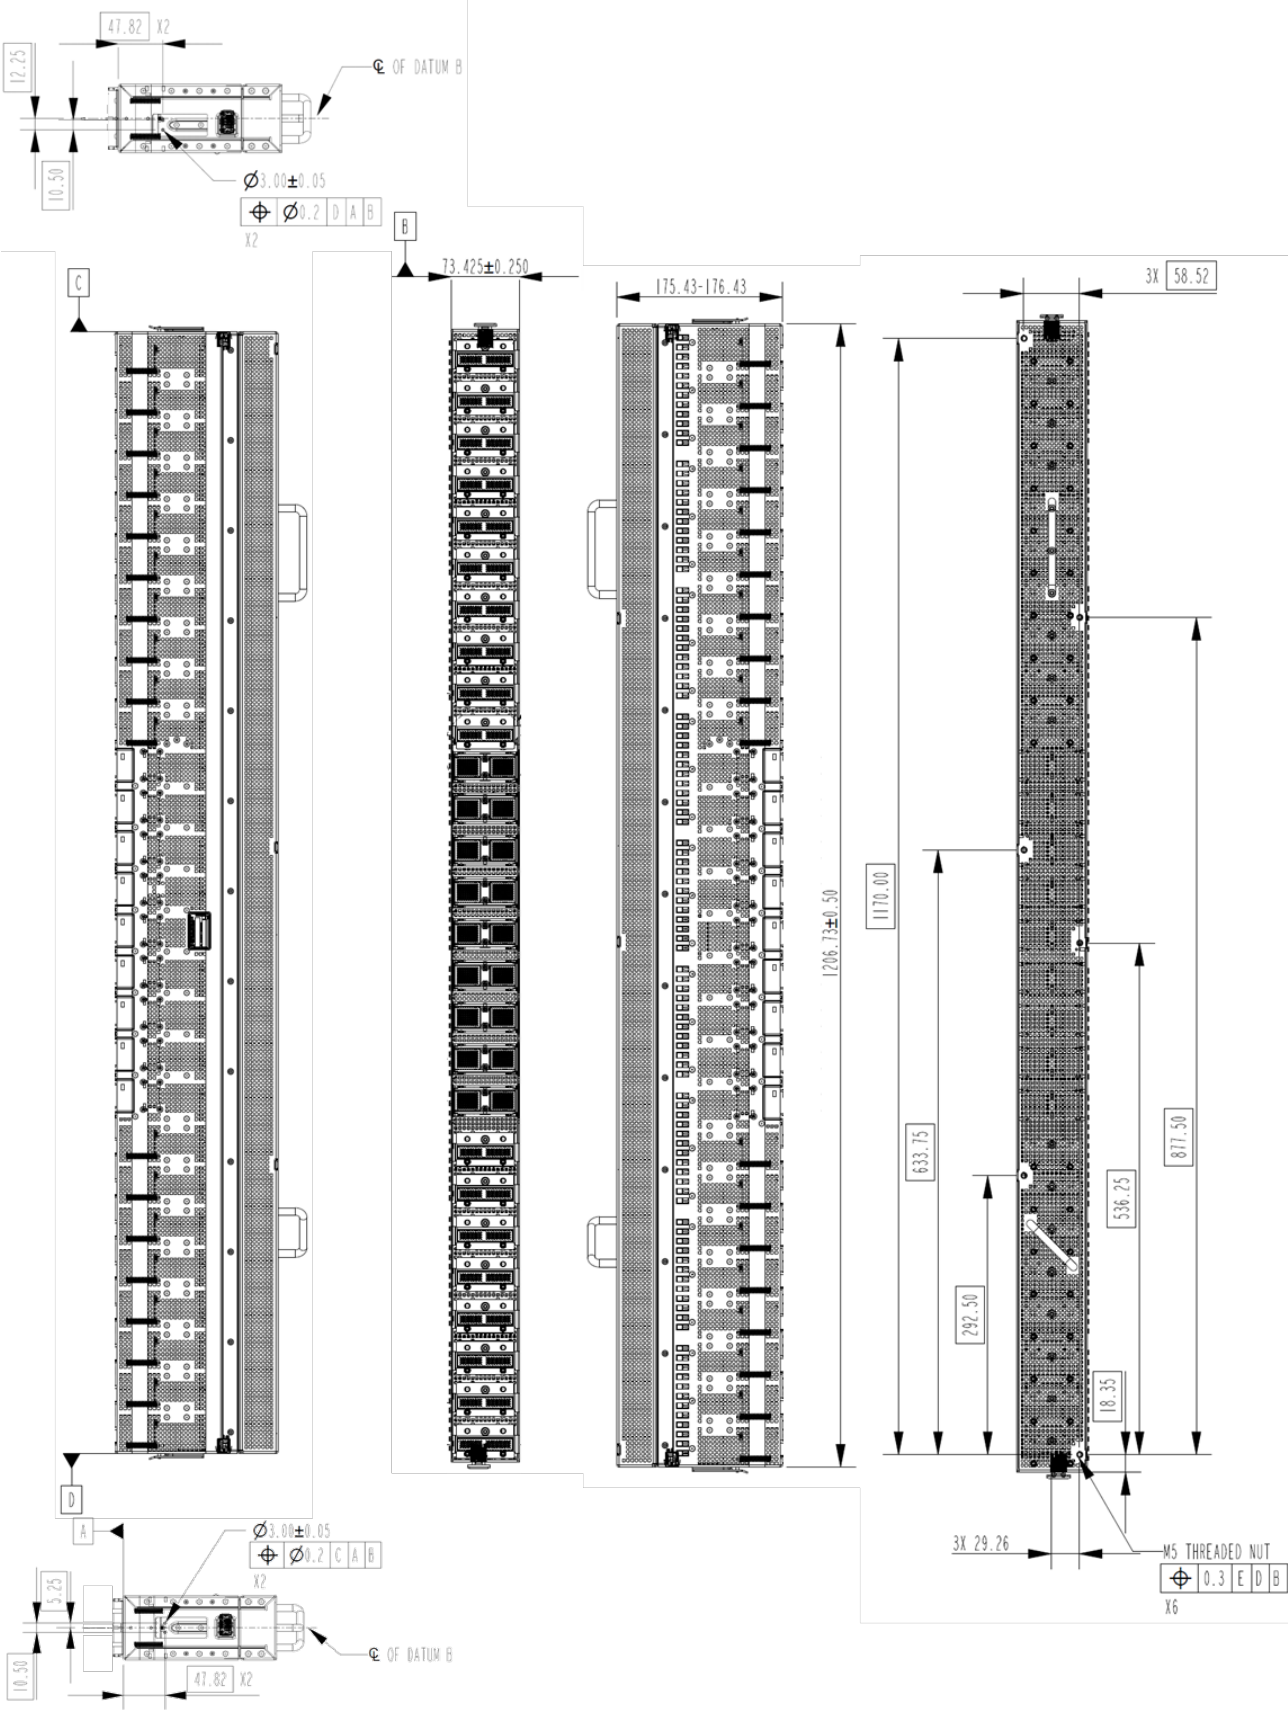 47.82 X2
12.25
℄ OF DATUM B
10.50
Ø3.00±0.05
⌖ Ø0.2 D A B
X2
B
C
73.425±0.250
175.43-176.43
3X 58.52
1206.73±0.50
1170.00
633.75
877.50
536.25
292.50
18.35
D
A
Ø3.00±0.05
⌖ Ø0.2 C A B
X2
3X 29.26
M5 THREADED NUT
⌖ 0.3 E D B
X6
5.25
10.50
℄ OF DATUM B
47.82 X2